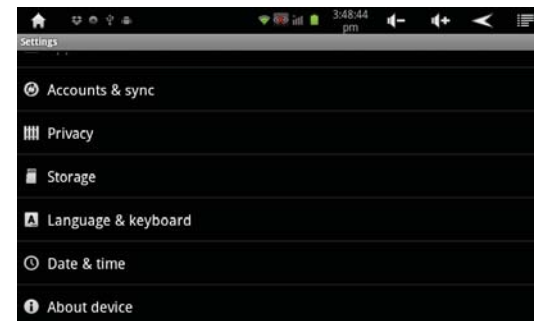 3:48:44
pm
Settings
Accounts & sync
Privacy
Storage
Language & keyboard
Date & time
About device